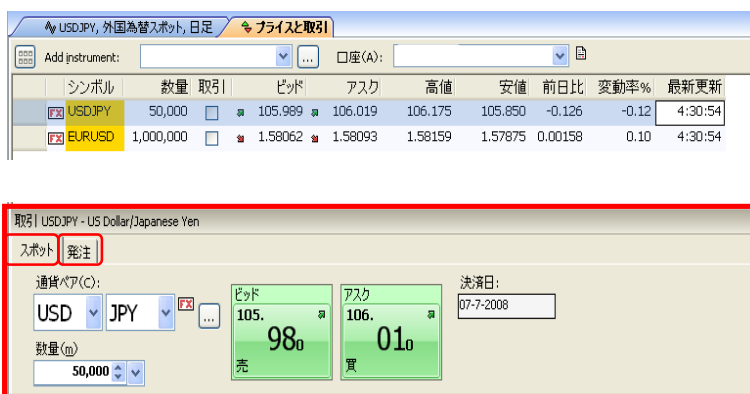 USDJPY, 外国為替スポット, 日足 プライスと取引
Add instrument: ... 口座(A):
シンボル 数量 取引 ビッド アスク 高値 安値 前日比 変動率% 最新更新
FX USDJPY 50,000 105.989 106.019 106.175 105.850 -0.126 -0.12 4:30:54
FX EURUSD 1,000,000 1.58062 1.58093 1.58159 1.57875 0.00158 0.10 4:30:54
取引 USDJPY - US Dollar/Japanese Yen
スポット 発注
通貨ペア(C): ビッド アスク 決済日:
USD JPY FX ... 105. 106. 07-7-2008
980 010
数量(m) 売 買
50,000